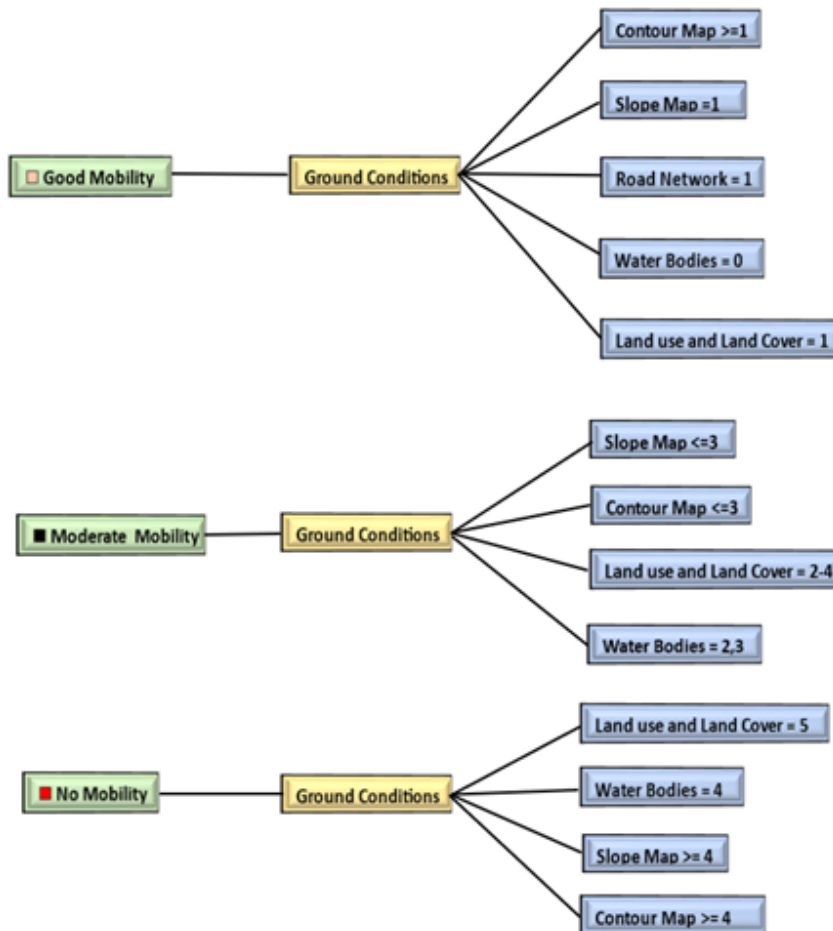 Contour Map >=1
Slope Map =1
Good Mobility
Ground Conditions
Road Network = 1
Water Bodies = 0
Land use and Land Cover = 1
Slope Map <=3
Contour Map <=3
Moderate Mobility
Ground Conditions
Land use and Land Cover = 2-4
Water Bodies = 2,3
Land use and Land Cover = 5
No Mobility
Ground Conditions
Water Bodies = 4
Slope Map >= 4
Contour Map >= 4